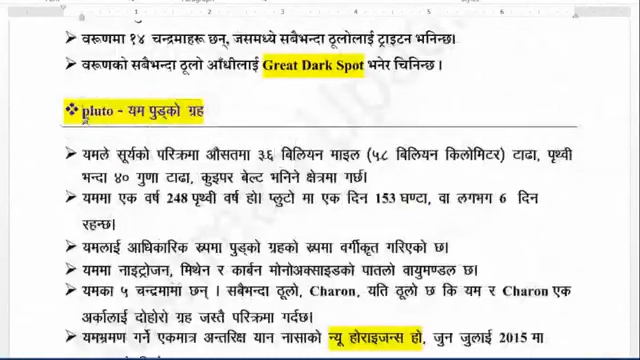 वरूणमा १४ चन्द्रमाहरू छन्, जसमध्ये सबैभन्दा ठूलोलाई ट्राइटन भनिन्छ।
वरूणको सबैभन्दा ठूलो आँधीलाई Great Dark Spot भनेर चिनिन्छ ।
pluto - यम पुड्को ग्रह
यमले सूर्यको परिक्रमा औसतमा ३६ बिलियन माइल (५८ बिलियन किलोमिटर) टाढा, पृथ्वी
भन्दा ४० गुणा टाढा, कुइपर बेल्ट भनिने क्षेत्रमा गर्छ।
यममा एक वर्ष 248 पृथ्वी वर्ष हो। प्लुटो मा एक दिन 153 घण्टा, वा लगभग 6 दिन
रहन्छ।
यमलाई आधिकारिक रूपमा पुड्को ग्रहको रूपमा वर्गीकृत गरिएको छ।
यममा नाइट्रोजन, मिथेन र कार्बन मोनोअक्साइडको पातलो वायुमण्डल छ।
यमका ५ चन्द्रमामा छन् । सबैभन्दा ठूलो, Charon, यति ठूलो छ कि यम र Charon एक
अर्कालाई दोहोरो ग्रह जस्तै परिक्रमा गर्दछ।
यमभ्रमण गर्ने एकमात्र अन्तरिक्ष यान नासाको न्यू होराइजन्स हो, जुन जुलाई 2015 मा